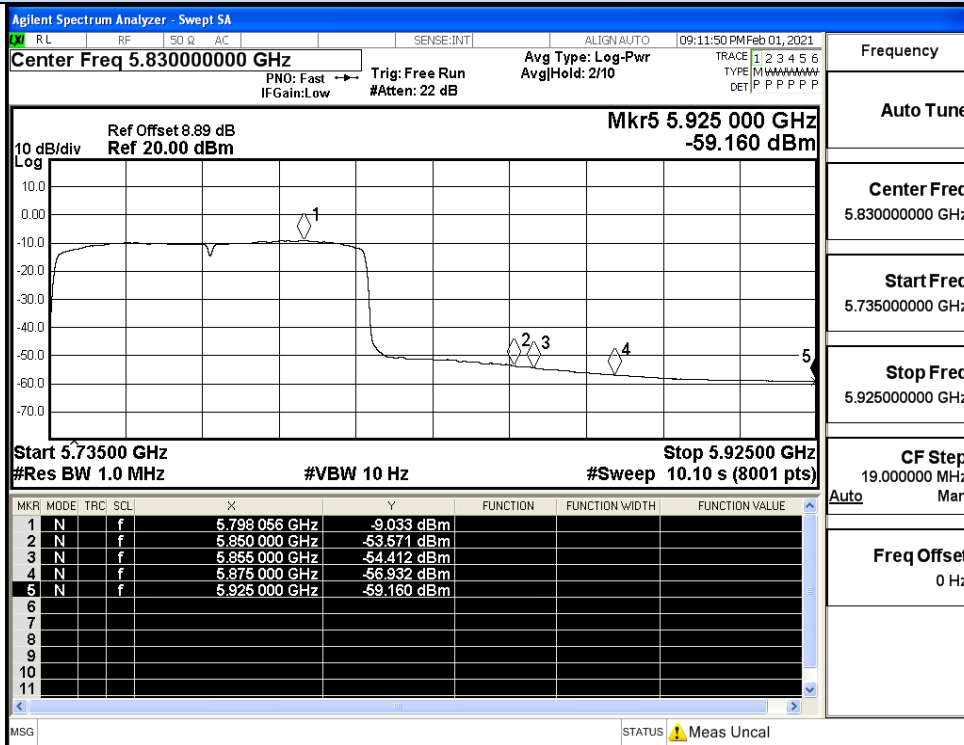 Agilent Spectrum Analyzer - Swept SA
LXI RL RF 50 Ω AC SENSE:INT ALIGN AUTO 09:11:50 PM Feb 01, 2021
Center Freq 5.830000000 GHz
PNO: Fast
IFGain:Low
Trig: Free Run
#Atten: 22 dB
Avg Type: Log-Pwr
Avg|Hold: 2/10
TRACE 1 2 3 4 5 6
TYPE M
DET P P P P P P
Mkr5 5.925 000 GHz
-59.160 dBm
Ref Offset 8.89 dB
10 dB/div Ref 20.00 dBm
Log
10.0
0.00
-10.0
-20.0
-30.0
-40.0
-50.0
-60.0
-70.0
1
2
3
4
5
Start 5.73500 GHz Stop 5.92500 GHz
#Res BW 1.0 MHz #VBW 10 Hz #Sweep 10.10 s (8001 pts)
MKR MODE TRC SCL X Y FUNCTION FUNCTION WIDTH FUNCTION VALUE
1 N f 5.798 056 GHz -9.033 dBm
2 N f 5.850 000 GHz -53.571 dBm
3 N f 5.855 000 GHz -54.412 dBm
4 N f 5.875 000 GHz -56.932 dBm
5 N f 5.925 000 GHz -59.160 dBm
6
7
8
9
10
11
MSG STATUS Meas Uncal
Frequency
Auto Tune
Center Freq
5.830000000 GHz
Start Freq
5.735000000 GHz
Stop Freq
5.925000000 GHz
CF Step
19.000000 MHz
Auto Man
Freq Offset
0 Hz